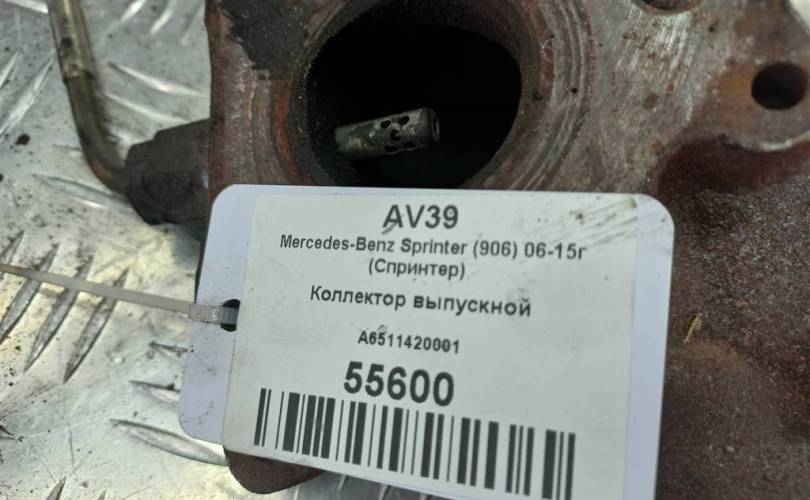 AV39
Mercedes-Benz Sprinter (906) 06-15г
(Спринтер)
Коллектор выпускной
A6511420001
55600